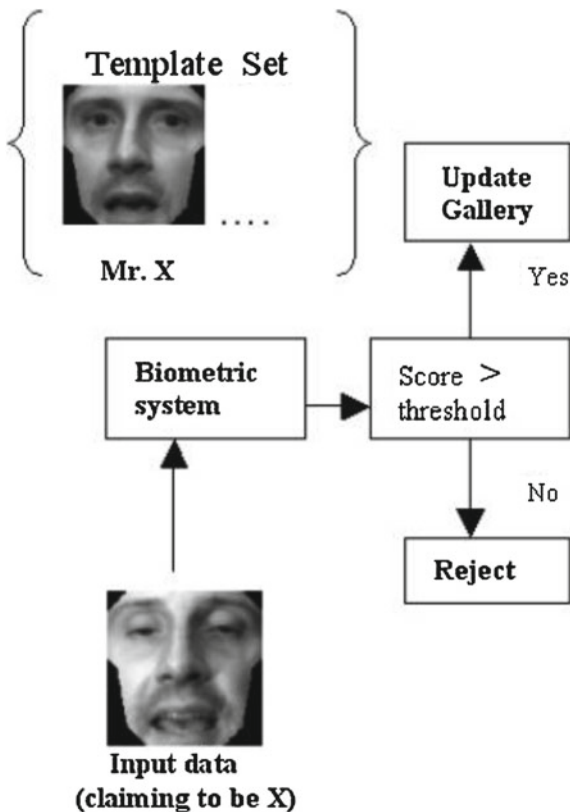 Template Set
. . . .
Mr. X
Update
Gallery
Yes
Biometric
system
Score >
threshold
No
Reject
Input data
(claiming to be X)